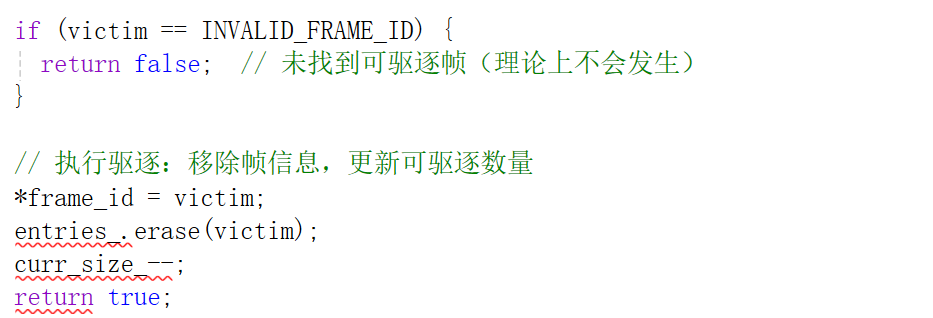 if (victim == INVALID_FRAME_ID) {
return false;  // 未找到可驱逐帧（理论上不会发生）
}
// 执行驱逐：移除帧信息，更新可驱逐数量
*frame_id = victim;
entries_.erase(victim);
curr_size_--;
return true;